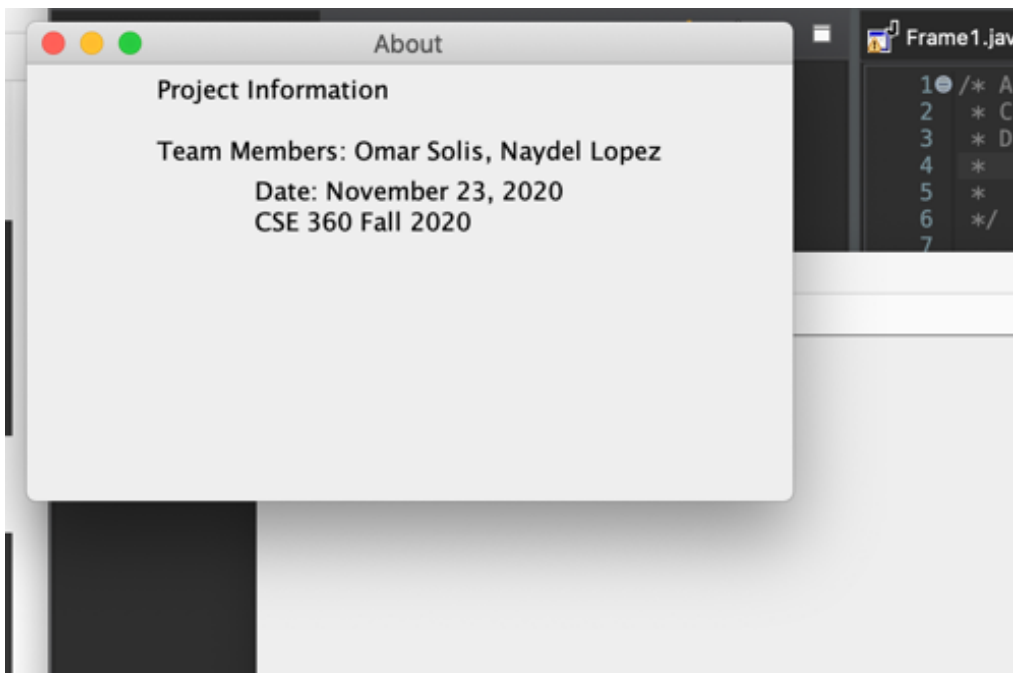 About
Project Information
Team Members: Omar Solis, Naydel Lopez
Date: November 23, 2020
CSE 360 Fall 2020
Frame1.jav
1 /* A
2 * C
3 * D
4 *
5 *
6 */
7